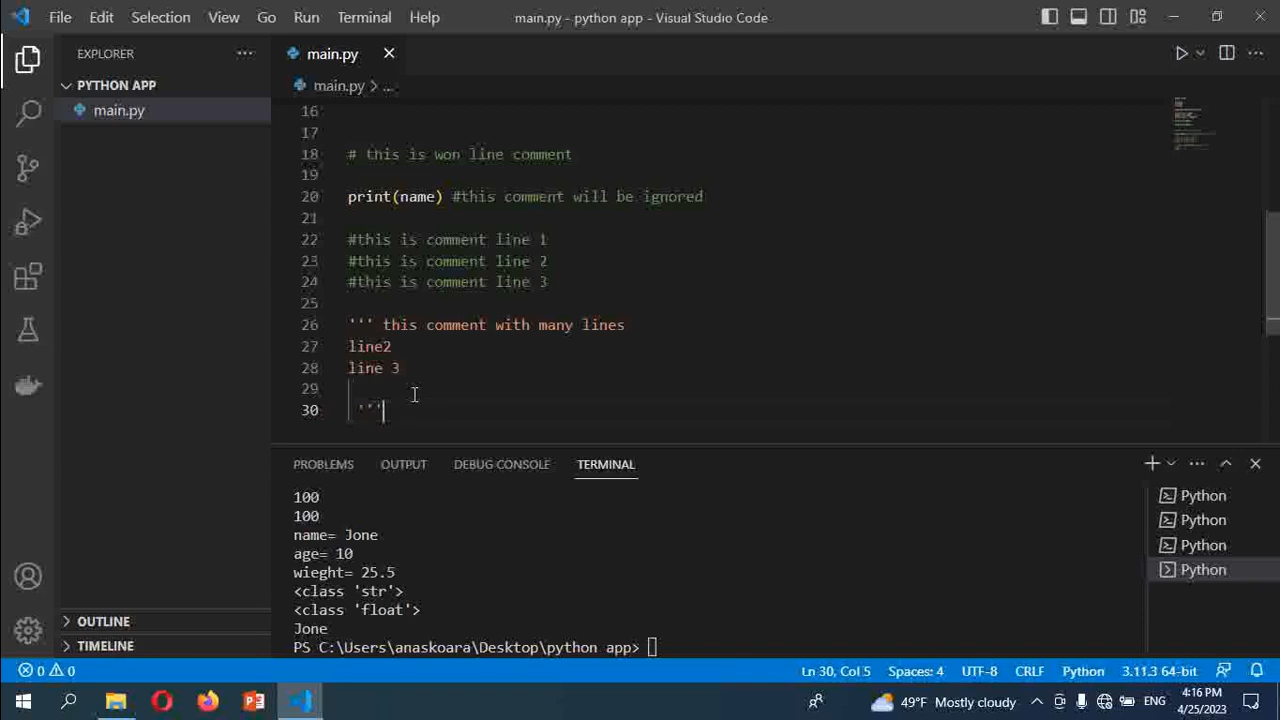 File Edit Selection View Go Run Terminal Help main.py - python app - Visual Studio Code
EXPLORER
main.py
PYTHON APP
main.py > ...
main.py
16
17
18 # this is won line comment
19
20 print(name) #this comment will be ignored
21
22 #this is comment line 1
23 #this is comment line 2
24 #this is comment line 3
25
26 ''' this comment with many lines
27 line2
28 line 3
29
30 '''
PROBLEMS OUTPUT DEBUG CONSOLE TERMINAL
100
100
name= Jone
age= 10
wieght= 25.5
<class 'str'>
<class 'float'>
Jone
PS C:\Users\anaskoara\Desktop\python app>
Python
Python
Python
Python
OUTLINE
TIMELINE
0 0 Ln 30, Col 5 Spaces: 4 UTF-8 CRLF Python 3.11.3 64-bit
49°F Mostly cloudy ENG 4:16 PM
4/25/2023